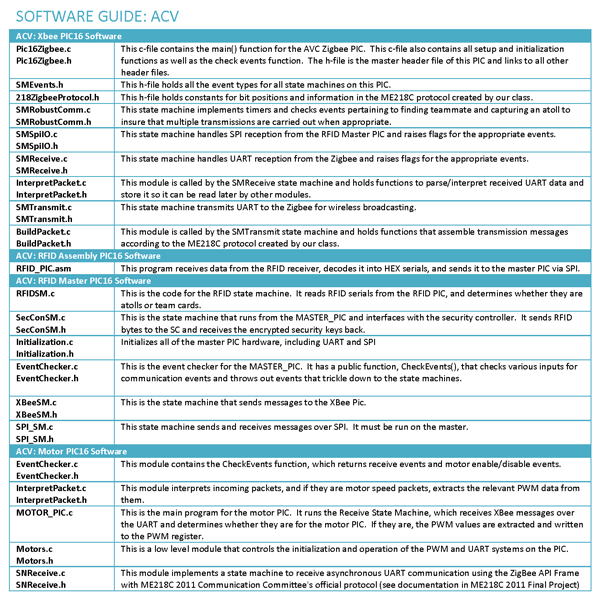 SOFTWARE GUIDE: ACV
ACV: Xbee PIC16 Software
Pic16Zigbee.c This c-file contains the main() function for the AVC Zigbee PIC. This c-file also contains all setup and initialization
Pic16Zigbee.h functions as well as the check events function. The h-file is the master header file of this PIC and links to all other
header files.
SMEvents.h This h-file holds all the event types for all state machines on this PIC.
218ZigbeeProtocol.h This h-file holds constants for bit positions and information in the ME218C protocol created by our class.
SMRobustComm.c This state machine implements timers and checks events pertaining to finding teammate and capturing an atoll to
SMRobustComm.h insure that multiple transmissions are carried out when appropriate.
SMSpiIO.c This state machine handles SPI reception from the RFID Master PIC and raises flags for the appropriate events.
SMSpiIO.h
SMReceive.c This state machine handles UART reception from the Zigbee and raises flags for the appropriate events.
SMReceive.h
InterpretPacket.c This module is called by the SMReceive state machine and holds functions to parse/interpret received UART data and
InterpretPacket.h store it so it can be read later by other modules.
SMTransmit.c This state machine transmits UART to the Zigbee for wireless broadcasting.
SMTransmit.h
BuildPacket.c This module is called by the SMTransmit state machine and holds functions that assemble transmission messages
BuildPacket.h according to the ME218C protocol created by our class.
ACV: RFID Assembly PIC16 Software
RFID_PIC.asm This program receives data from the RFID receiver, decodes it into HEX serials, and sends it to the master PIC via SPI.
ACV: RFID Master PIC16 Software
RFIDSM.c This is the code for the RFID state machine. It reads RFID serials from the RFID PIC, and determines whether they are
atolls or team cards.
SecConSM.c This is the state machine that runs from the MASTER_PIC and interfaces with the security controller. It sends RFID
SecConSM.h bytes to the SC and receives the encrypted security keys back.
Initialization.c Initializes all of the master PIC hardware, including UART and SPI
Initialization.h
EventChecker.c This is the event checker for the MASTER_PIC. It has a public function, CheckEvents(), that checks various inputs for
EventChecker.h communication events and throws out events that trickle down to the state machines.
XBeeSM.c This is the state machine that sends messages to the XBee Pic.
XBeeSM.h
SPI_SM.c This state machine sends and receives messages over SPI. It must be run on the master.
SPI_SM.h
ACV: Motor PIC16 Software
EventChecker.c This module contains the CheckEvents function, which returns receive events and motor enable/disable events.
EventChecker.h
InterpretPacket.c This module interprets incoming packets, and if they are motor speed packets, extracts the relevant PWM data from
InterpretPacket.h them.
MOTOR_PIC.c This is the main program for the motor PIC. It runs the Receive State Machine, which receives XBee messages over
the UART and determines whether they are for the motor PIC. If they are, the PWM values are extracted and written
to the PWM register.
Motors.c This is a low level module that controls the initialization and operation of the PWM and UART systems on the PIC.
Motors.h
SNReceive.c This module implements a state machine to receive asynchronous UART communication using the ZigBee API Frame
SNReceive.h with ME218C 2011 Communication Committee's official protocol (see documentation in ME218C 2011 Final Project)